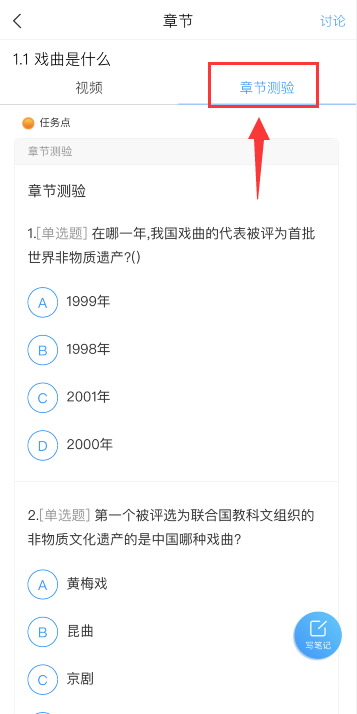 章节
讨论
1.1 戏曲是什么
视频
章节测验
任务点
章节测验
章节测验
1.[单选题] 在哪一年,我国戏曲的代表被评为首批
世界非物质遗产?()
A 1999年
B 1998年
C 2001年
D 2000年
2.[单选题] 第一个被评选为联合国教科文组织的
非物质文化遗产的是中国哪种戏曲?
A 黄梅戏
B 昆曲
写笔记
C 京剧